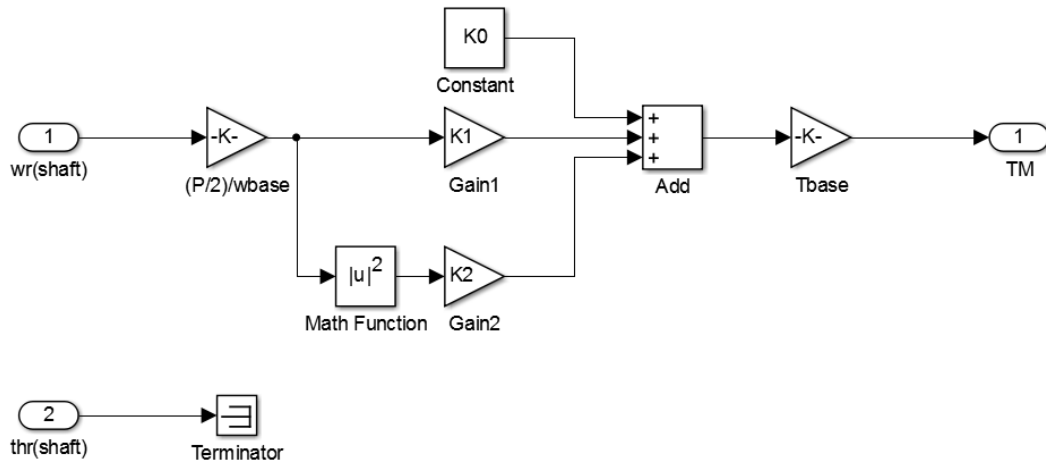 K0
Constant
1
wr(shaft)
-K-
(P/2)/wbase
K1
Gain1
+
+
+
Add
-K-
Tbase
1
TM
|u|2
Math Function
K2
Gain2
2
thr(shaft)
Terminator